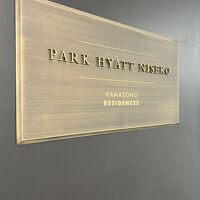 PARK HYATT NISEKO
HANAZONO
RESIDENCES